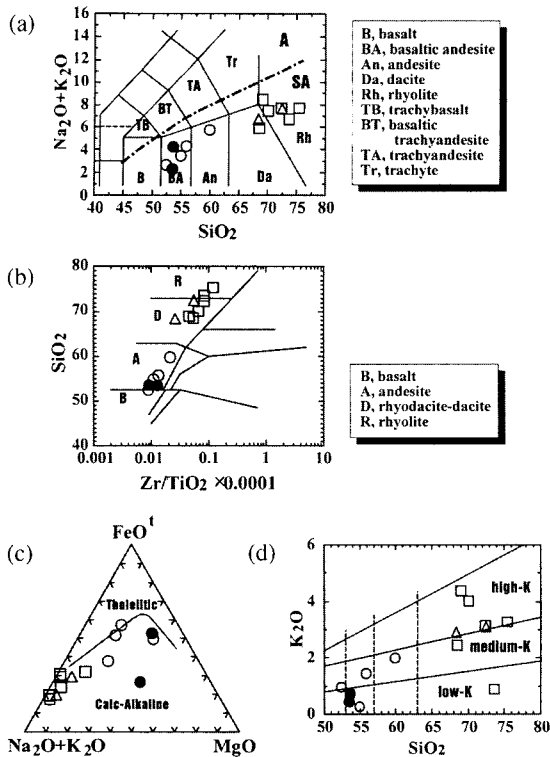 (a)
16
14
12
10
8
6
4
2
0
Na2O+K2O
A
SA
Tr
TA
BT
TB
B
BA
An
Da
Rh
40 45 50 55 60 65 70 75 80
SiO2
B, basalt
BA, basaltic andesite
An, andesite
Da, dacite
Rh, rhyolite
TB, trachybasalt
BT, basaltic
trachyandesite
TA, trachyandesite
Tr, trachyte
(b)
80
70
60
50
40
SiO2
R
D
A
B
0.001 0.01 0.1 1 10
Zr/TiO2 ×0.0001
B, basalt
A, andesite
D, rhyodacite-dacite
R, rhyolite
(c)
FeOt
Tholeiitic
Calc-Alkaline
Na2O+K2O
MgO
(d)
6
4
2
0
K2O
high-K
medium-K
low-K
50 55 60 65 70 75 80
SiO2